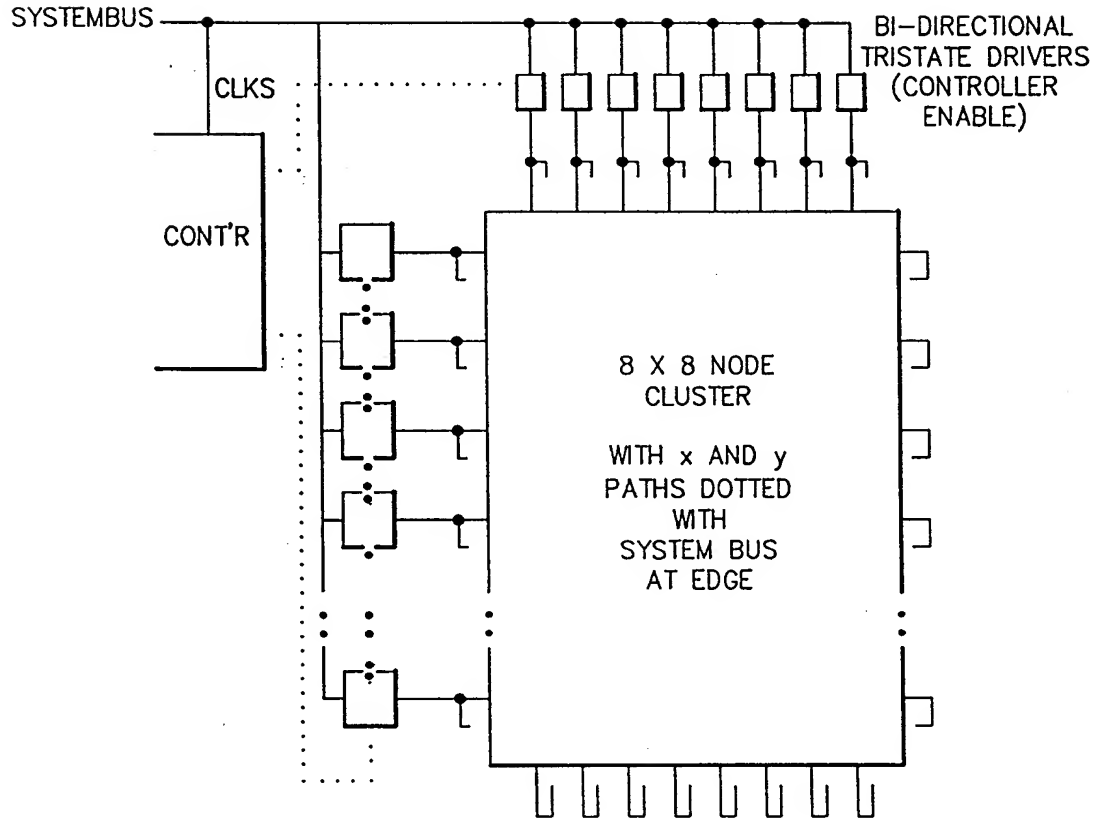 SYSTEMBUS
BI-DIRECTIONAL
TRISTATE DRIVERS
(CONTROLLER
ENABLE)
CLKS
CONT'R
8 X 8 NODE
CLUSTER
WITH x AND y
PATHS DOTTED
WITH
SYSTEM BUS
AT EDGE